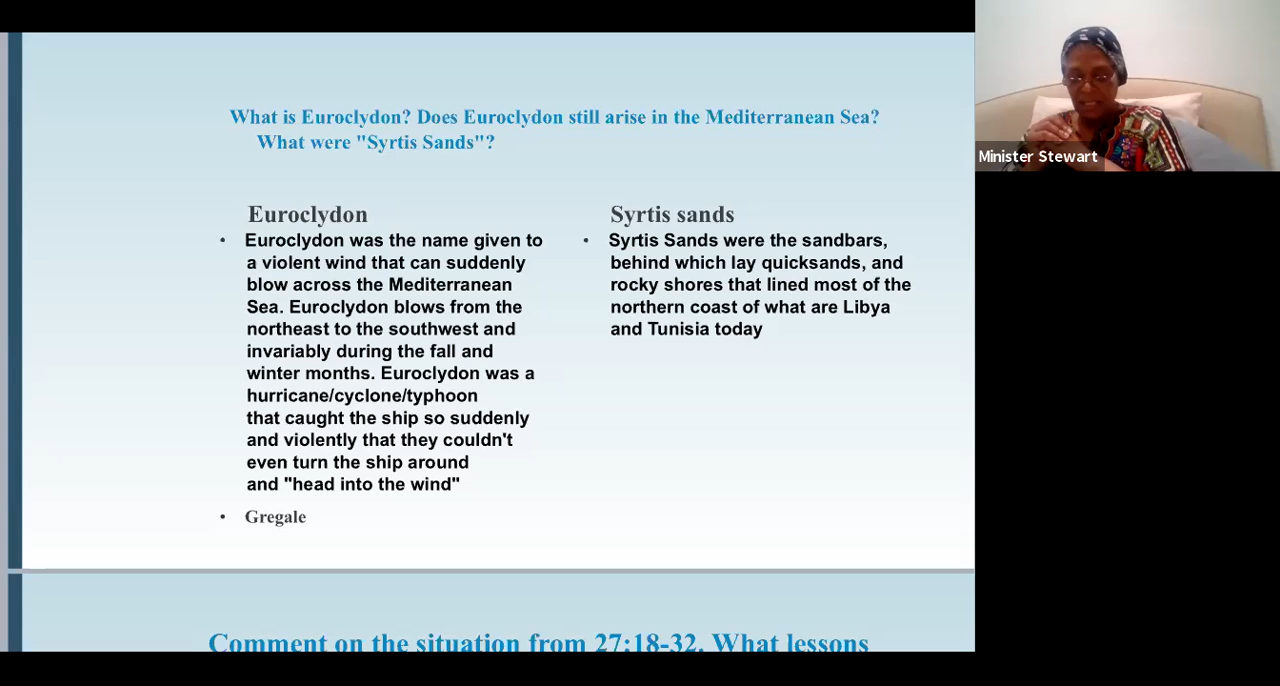 What is Euroclydon? Does Euroclydon still arise in the Mediterranean Sea?
What were "Syrtis Sands"?
Euroclydon
• Euroclydon was the name given to
a violent wind that can suddenly
blow across the Mediterranean
Sea. Euroclydon blows from the
northeast to the southwest and
invariably during the fall and
winter months. Euroclydon was a
hurricane/cyclone/typhoon
that caught the ship so suddenly
and violently that they couldn't
even turn the ship around
and "head into the wind"
• Gregale
Syrtis sands
• Syrtis Sands were the sandbars,
behind which lay quicksands, and
rocky shores that lined most of the
northern coast of what are Libya
and Tunisia today
Comment on the situation from 27:18-32. What lessons
Minister Stewart